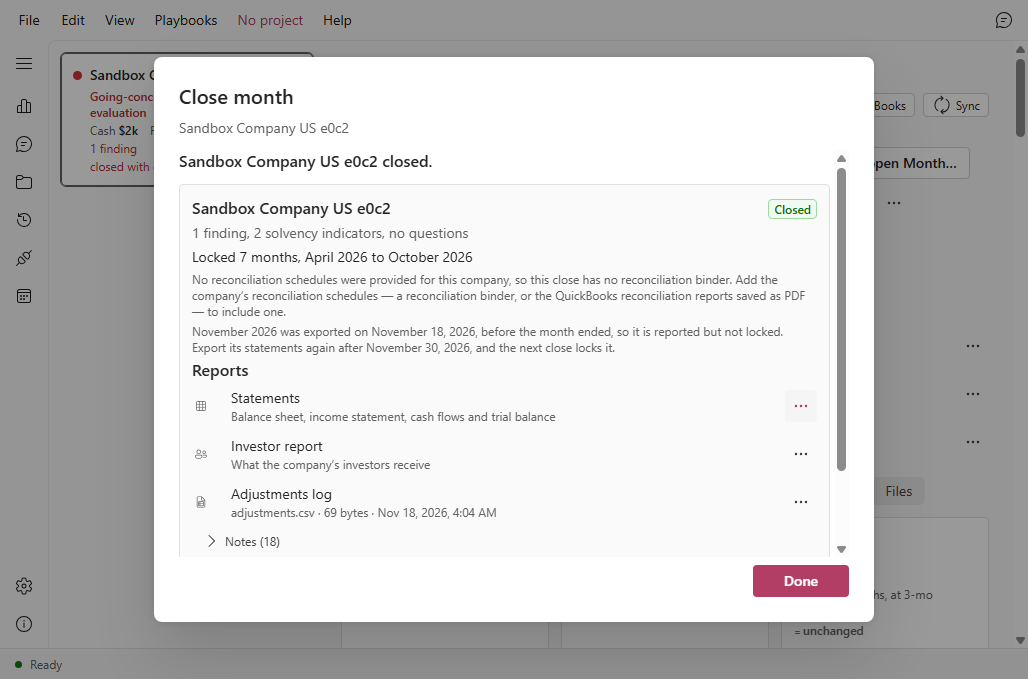 File Edit View Playbooks No project Help
Sandbox
Going-conc
evaluation
Cash $2k
1 finding
closed with
Books
Sync
pen Month...
Close month
Sandbox Company US e0c2
Sandbox Company US e0c2 closed.
Sandbox Company US e0c2
Closed
1 finding, 2 solvency indicators, no questions
Locked 7 months, April 2026 to October 2026
No reconciliation schedules were provided for this company, so this close has no reconciliation binder. Add the
company’s reconciliation schedules — a reconciliation binder, or the QuickBooks reconciliation reports saved as PDF
— to include one.
November 2026 was exported on November 18, 2026, before the month ended, so it is reported but not locked.
Export its statements again after November 30, 2026, and the next close locks it.
Reports
Statements
Balance sheet, income statement, cash flows and trial balance
Investor report
What the company’s investors receive
Adjustments log
adjustments.csv · 69 bytes · Nov 18, 2026, 4:04 AM
Notes (18)
Done
Files
hs, at 3-mo
= unchanged
Ready